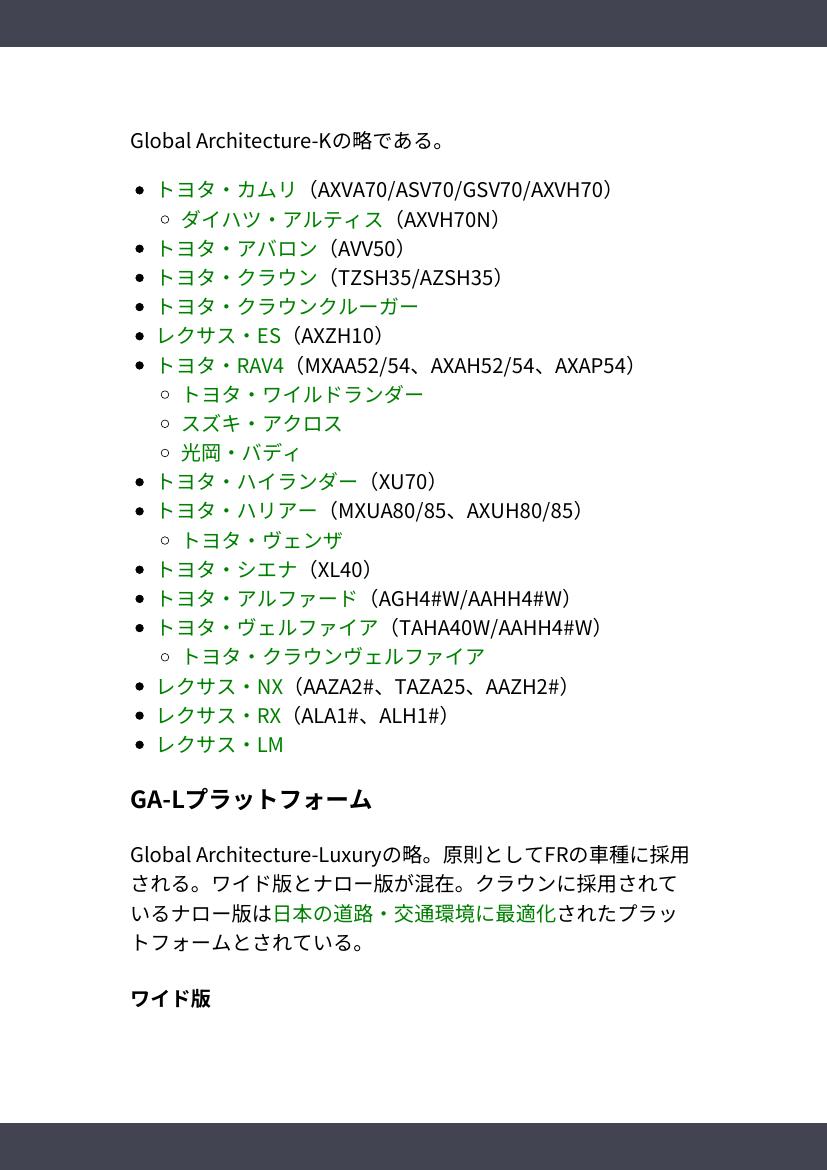 Global Architecture-Kの略である。
• トヨタ・カムリ（AXVA70/ASV70/GSV70/AXVH70）
◦ ダイハツ・アルティス（AXVH70N）
• トヨタ・アバロン（AVV50）
• トヨタ・クラウン（TZSH35/AZSH35）
• トヨタ・クラウンクルーガー
• レクサス・ES（AXZH10）
• トヨタ・RAV4（MXAA52/54、AXAH52/54、AXAP54）
◦ トヨタ・ワイルドランダー
◦ スズキ・アクロス
◦ 光岡・バディ
• トヨタ・ハイランダー（XU70）
• トヨタ・ハリアー（MXUA80/85、AXUH80/85）
◦ トヨタ・ヴェンザ
• トヨタ・シエナ（XL40）
• トヨタ・アルファード（AGH4#W/AAHH4#W）
• トヨタ・ヴェルファイア（TAHA40W/AAHH4#W）
◦ トヨタ・クラウンヴェルファイア
• レクサス・NX（AAZA2#、TAZA25、AAZH2#）
• レクサス・RX（ALA1#、ALH1#）
• レクサス・LM
GA-Lプラットフォーム
Global Architecture-Luxuryの略。原則としてFRの車種に採用
される。ワイド版とナロー版が混在。クラウンに採用されて
いるナロー版は日本の道路・交通環境に最適化されたプラッ
トフォームとされている。
ワイド版